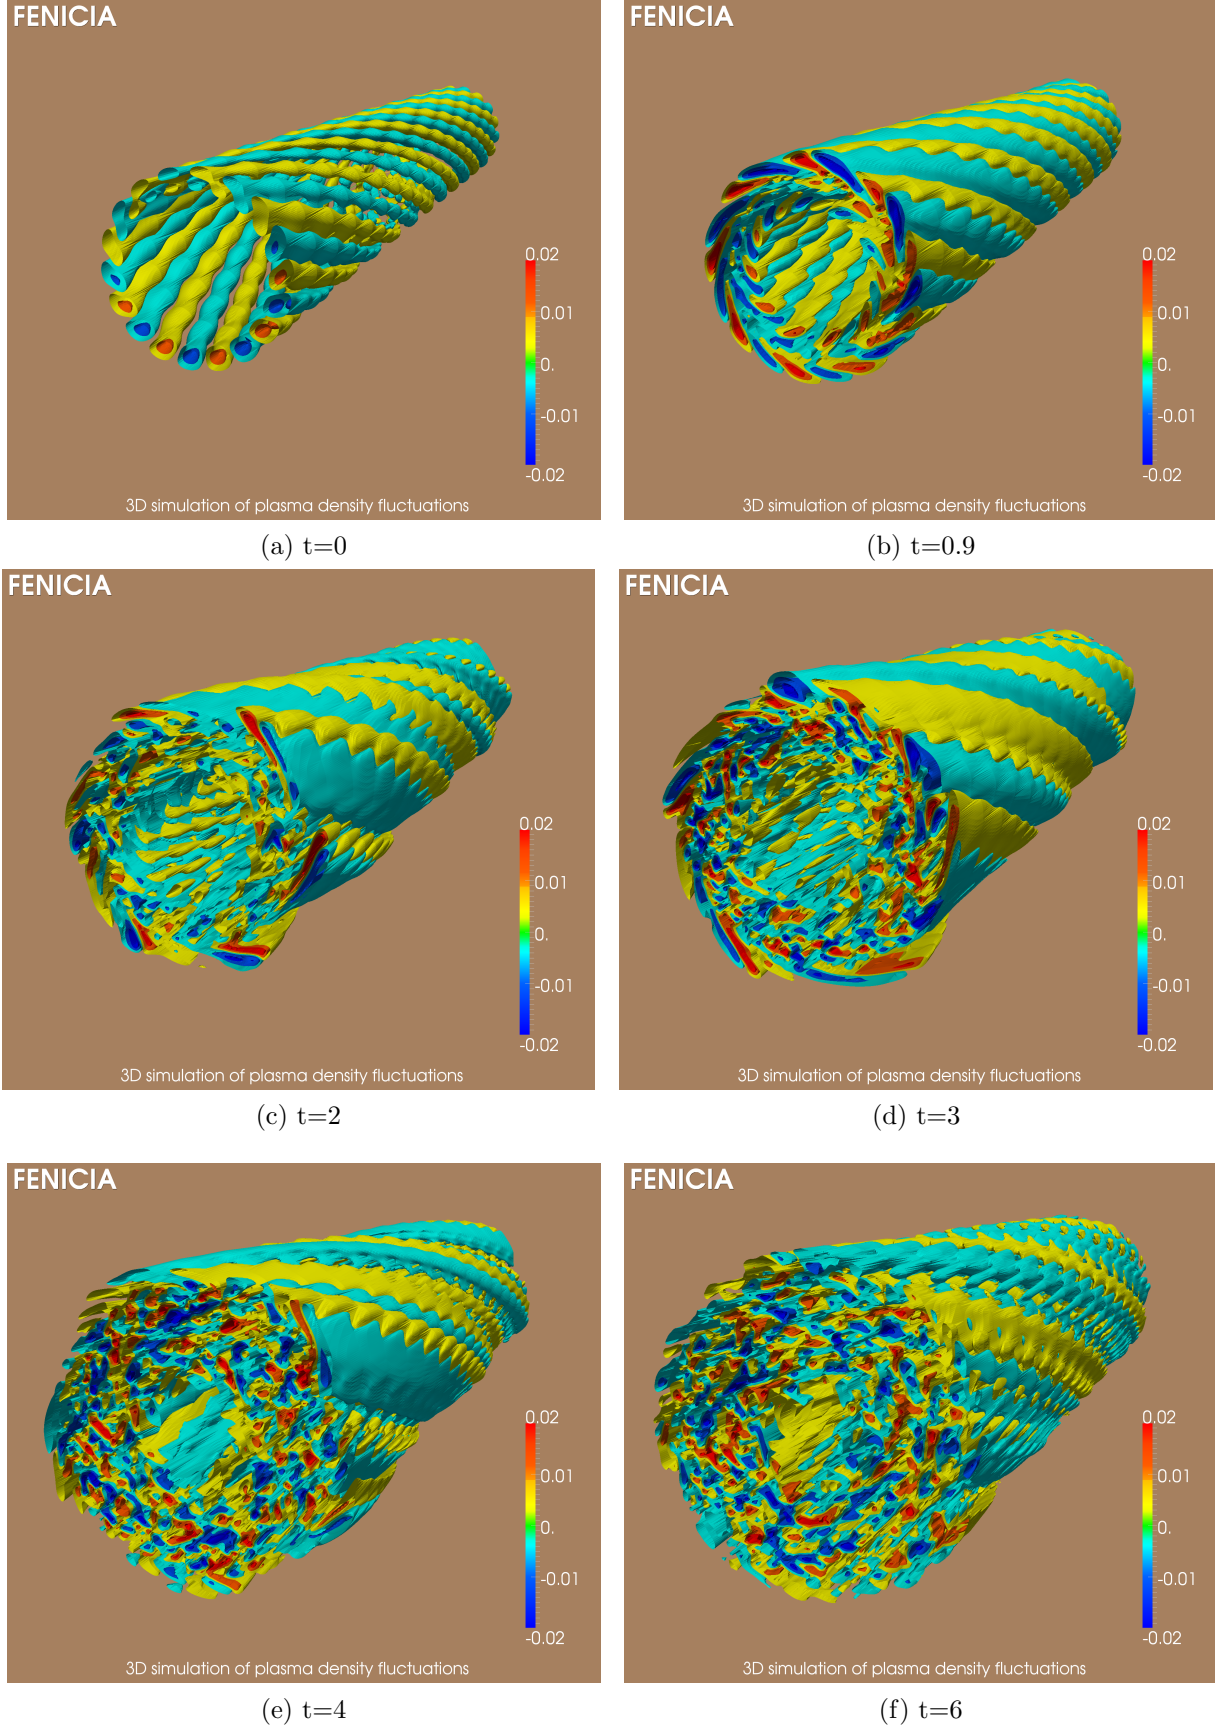 FENICIA
0.02
0.01
0.
-0.01
-0.02
3D simulation of plasma density fluctuations
(a) t=0
FENICIA
0.02
0.01
0.
-0.01
-0.02
3D simulation of plasma density fluctuations
(b) t=0.9
FENICIA
0.02
0.01
0.
-0.01
-0.02
3D simulation of plasma density fluctuations
(c) t=2
FENICIA
0.02
0.01
0.
-0.01
-0.02
3D simulation of plasma density fluctuations
(d) t=3
FENICIA
0.02
0.01
0.
-0.01
-0.02
3D simulation of plasma density fluctuations
(e) t=4
FENICIA
0.02
0.01
0.
-0.01
-0.02
3D simulation of plasma density fluctuations
(f) t=6